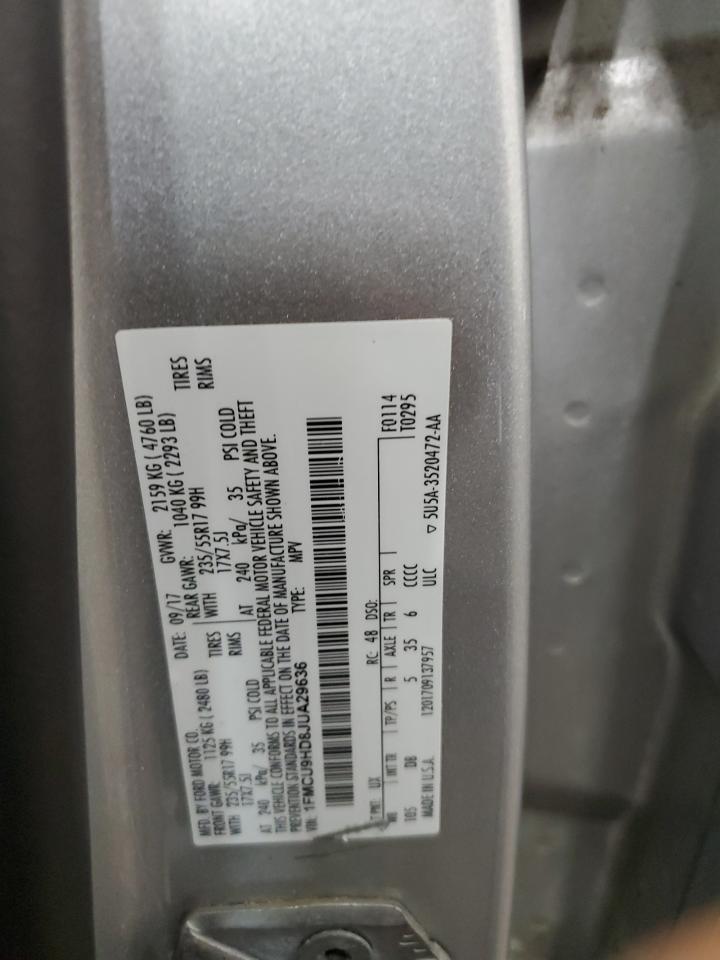 MFD. BY FORD MOTOR CO.
DATE: 09/17 GVWR: 2159 KG ( 4760 LB)
FRONT GAWR: 1125 KG ( 2480 LB) REAR GAWR: 1040 KG ( 2293 LB)
WITH 235/55R17 99H TIRES WITH 235/55R17 99H TIRES
17X7.5J RIMS 17X7.5J RIMS
AT 240 kPa/ 35 PSI COLD AT 240 kPa/ 35 PSI COLD
THIS VEHICLE CONFORMS TO ALL APPLICABLE FEDERAL MOTOR VEHICLE SAFETY AND THEFT
PREVENTION STANDARDS IN EFFECT ON THE DATE OF MANUFACTURE SHOWN ABOVE.
VIN: 1FMCU9HD8JUA29636 TYPE: MPV
EXT PNT: UX RC: 48 DSO: F0114
WB INT TR TP/PS R AXLE TR SPR T0295
105 DB 5 35 6 CCCC
MADE IN U.S.A. 1201709137957 ULC ▽ 5U5A-3520472-AA